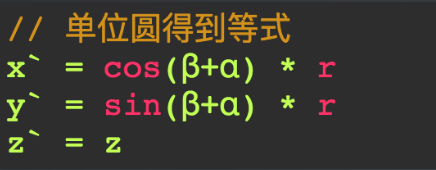 // 单位圆得到等式
x` = cos(β+α) * r
y` = sin(β+α) * r
z` = z